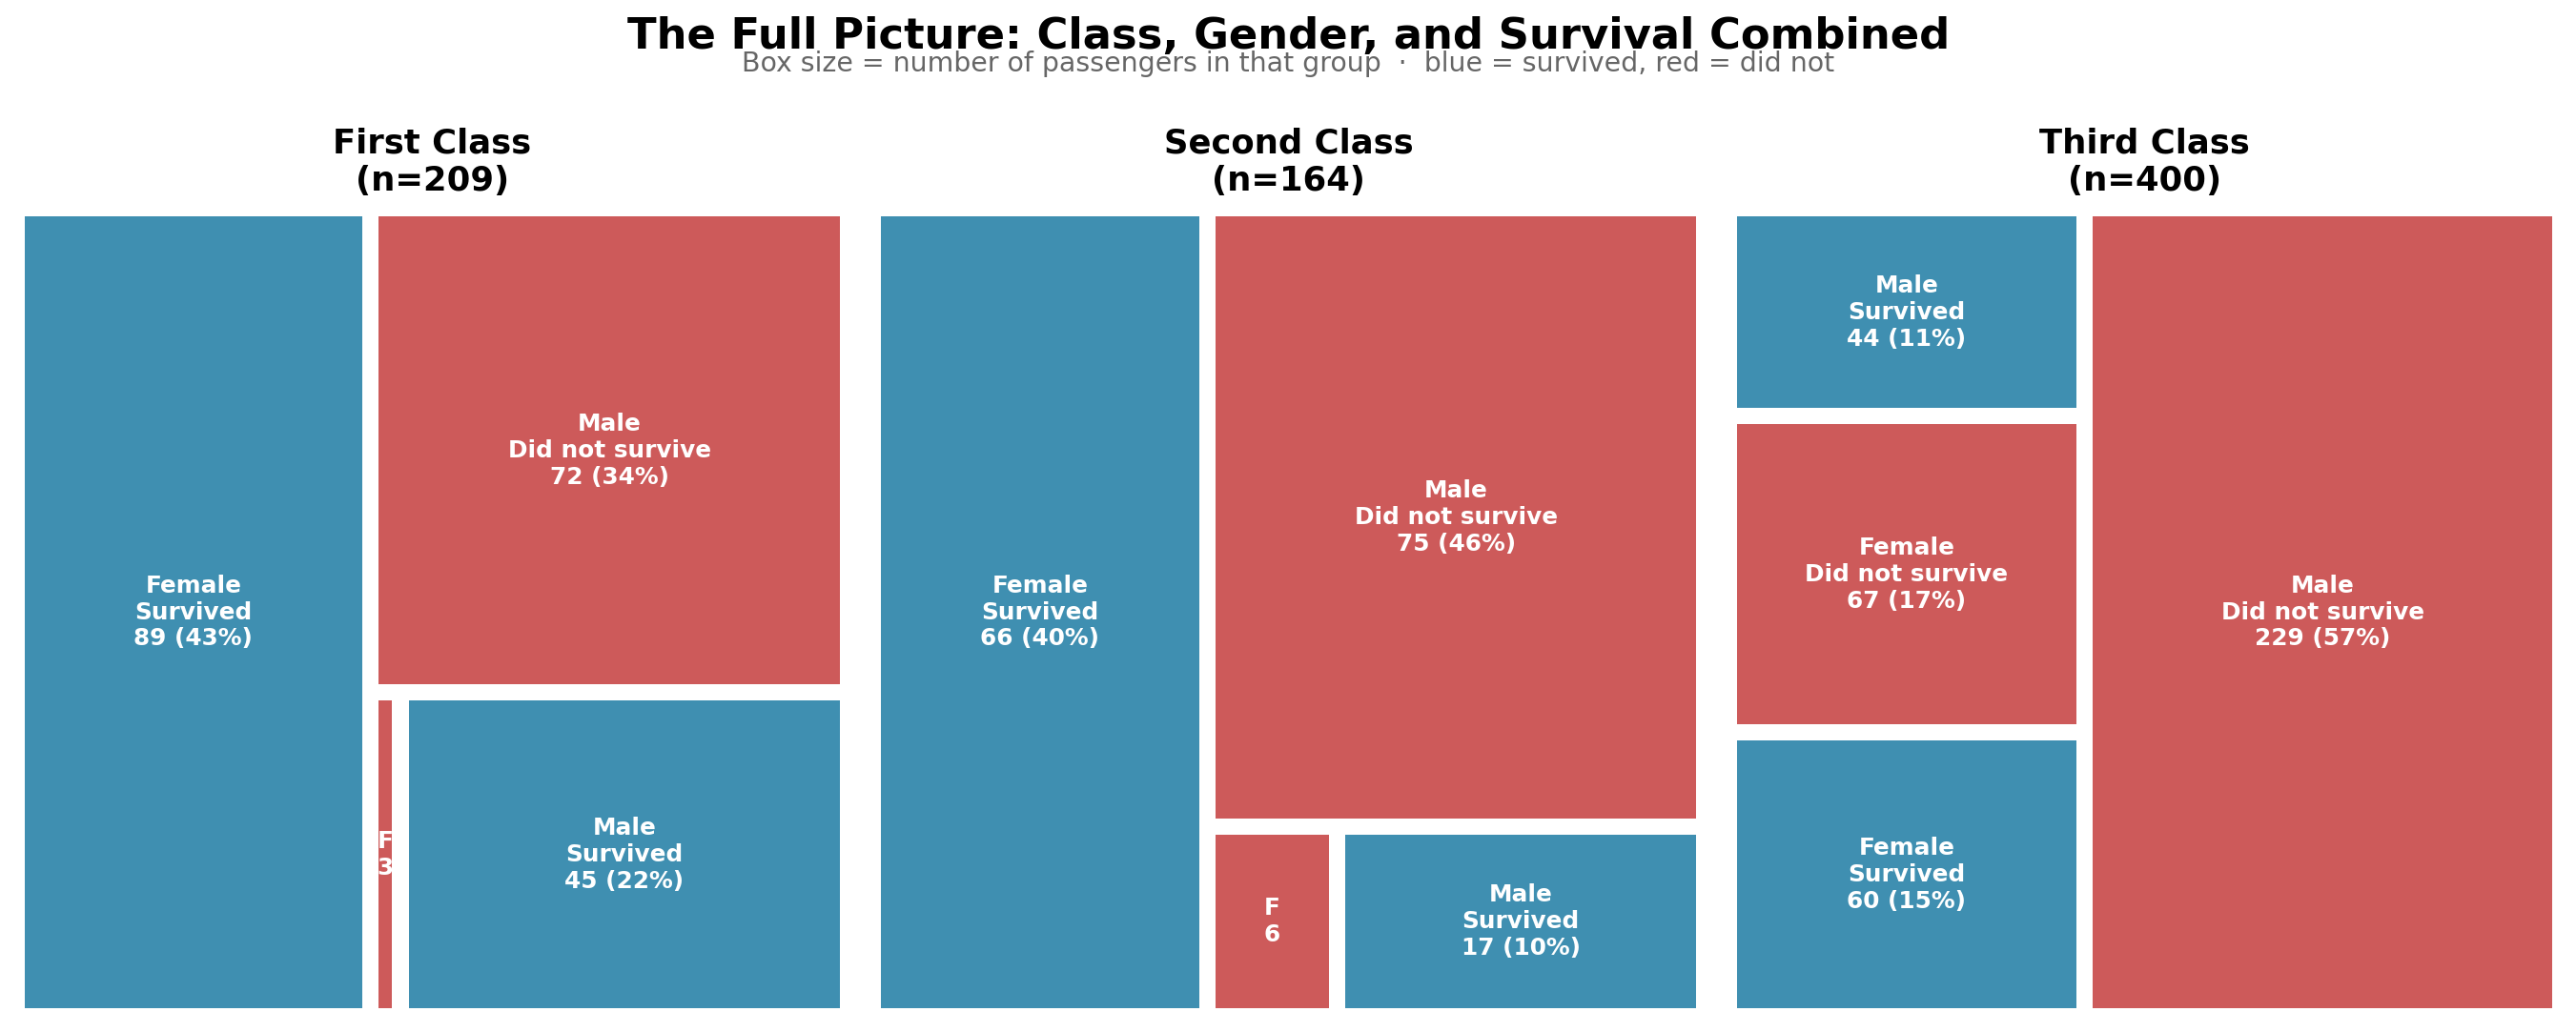 The Full Picture: Class, Gender, and Survival Combined
Box size = number of passengers in that group · blue = survived, red = did not
First Class
(n=209)
Female
Survived
89 (43%)
Male
Did not survive
72 (34%)
F
3
Male
Survived
45 (22%)
Second Class
(n=164)
Female
Survived
66 (40%)
Male
Did not survive
75 (46%)
F
6
Male
Survived
17 (10%)
Third Class
(n=400)
Male
Survived
44 (11%)
Female
Did not survive
67 (17%)
Female
Survived
60 (15%)
Male
Did not survive
229 (57%)